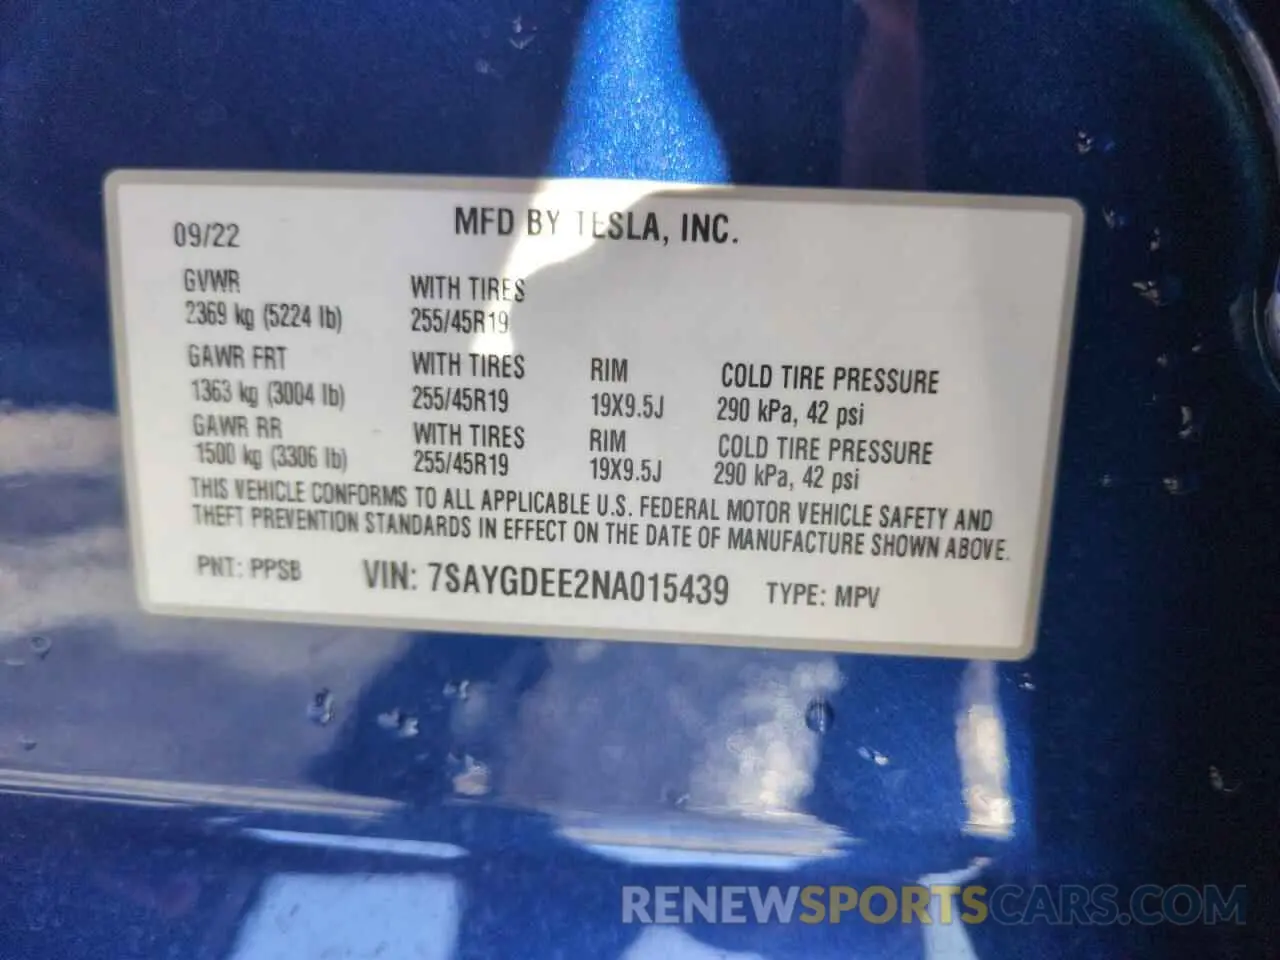 09/22 MFD BY TESLA, INC.
GVWR WITH TIRES
2369 kg (5224 lb) 255/45R19
GAWR FRT WITH TIRES RIM COLD TIRE PRESSURE
1363 kg (3004 lb) 255/45R19 19X9.5J 290 kPa, 42 psi
GAWR RR WITH TIRES RIM COLD TIRE PRESSURE
1500 kg (3306 lb) 255/45R19 19X9.5J 290 kPa, 42 psi
THIS VEHICLE CONFORMS TO ALL APPLICABLE U.S. FEDERAL MOTOR VEHICLE SAFETY AND
THEFT PREVENTION STANDARDS IN EFFECT ON THE DATE OF MANUFACTURE SHOWN ABOVE.
PNT: PPSB VIN: 7SAYGDEE2NA015439 TYPE: MPV
RENEWSPORTSCARS.COM